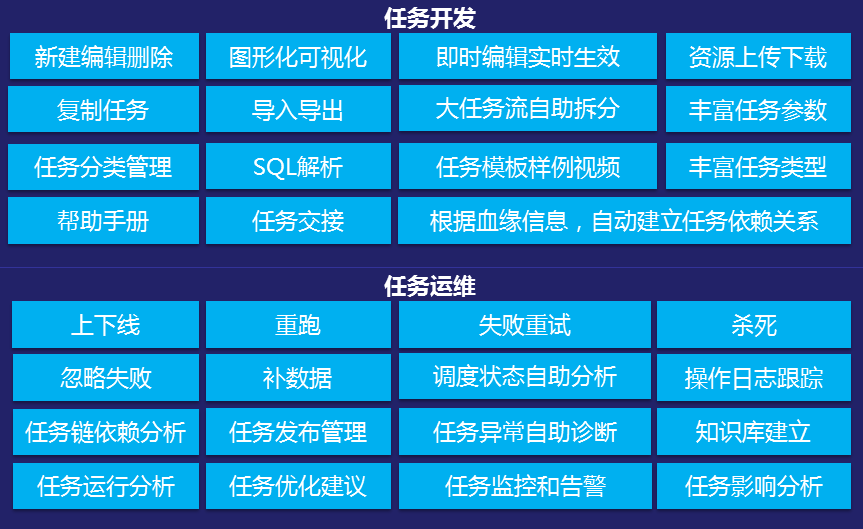 任务开发
新建编辑删除 图形化可视化 即时编辑实时生效 资源上传下载
复制任务 导入导出 大任务流自助拆分 丰富任务参数
任务分类管理 SQL解析 任务模板样例视频 丰富任务类型
帮助手册 任务交接 根据血缘信息，自动建立任务依赖关系
任务运维
上下线 重跑 失败重试 杀死
忽略失败 补数据 调度状态自助分析 操作日志跟踪
任务链依赖分析 任务发布管理 任务异常自助诊断 知识库建立
任务运行分析 任务优化建议 任务监控和告警 任务影响分析